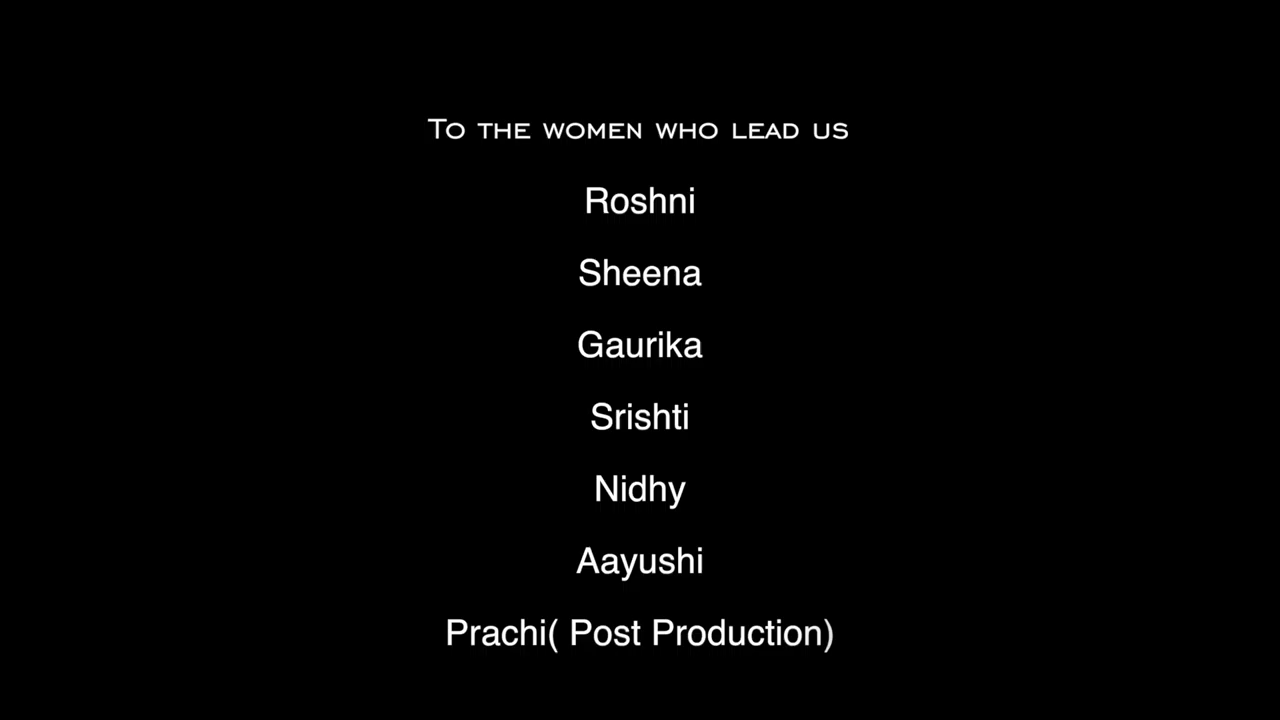 To the women who lead us
Roshni
Sheena
Gaurika
Srishti
Nidhy
Aayushi
Prachi( Post Production)